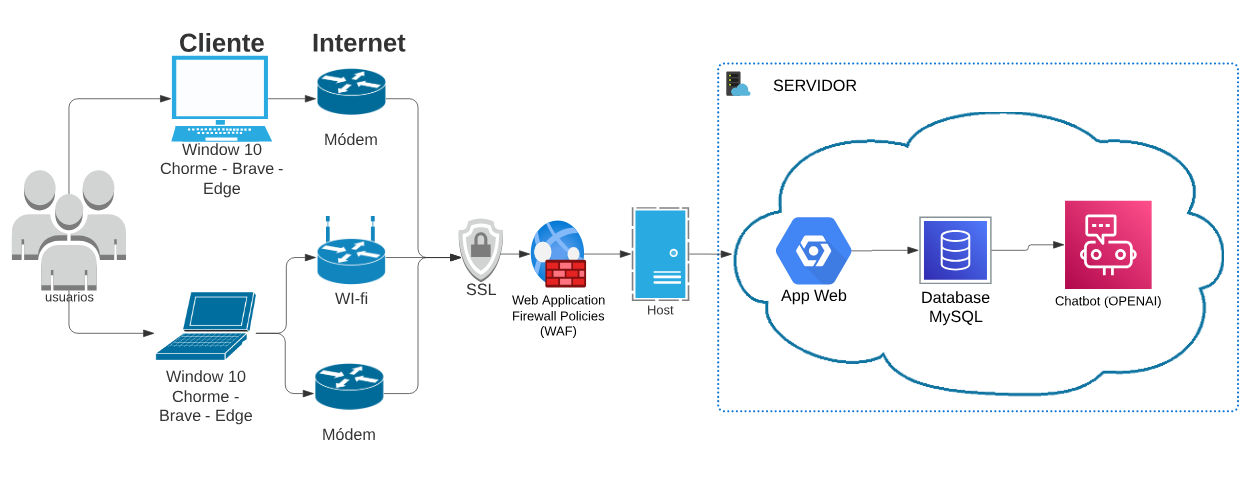 Cliente
Internet
SERVIDOR
Módem
Window 10
Chorme - Brave -
Edge
usuarios
WI-fi
SSL
Web Application
Firewall Policies
(WAF)
Host
App Web
Database
MySQL
Chatbot (OPENAI)
Window 10
Chorme -
Brave - Edge
Módem